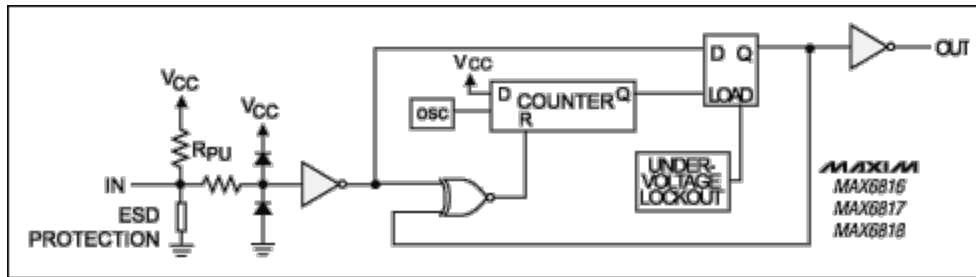 VCC
RPU
IN
ESD
PROTECTION
VCC
VCC
OSC
D
COUNTER
Q
R
D Q
LOAD
UNDER-
VOLTAGE
LOCKOUT
OUT
MAXIM
MAX6816
MAX6817
MAX6818